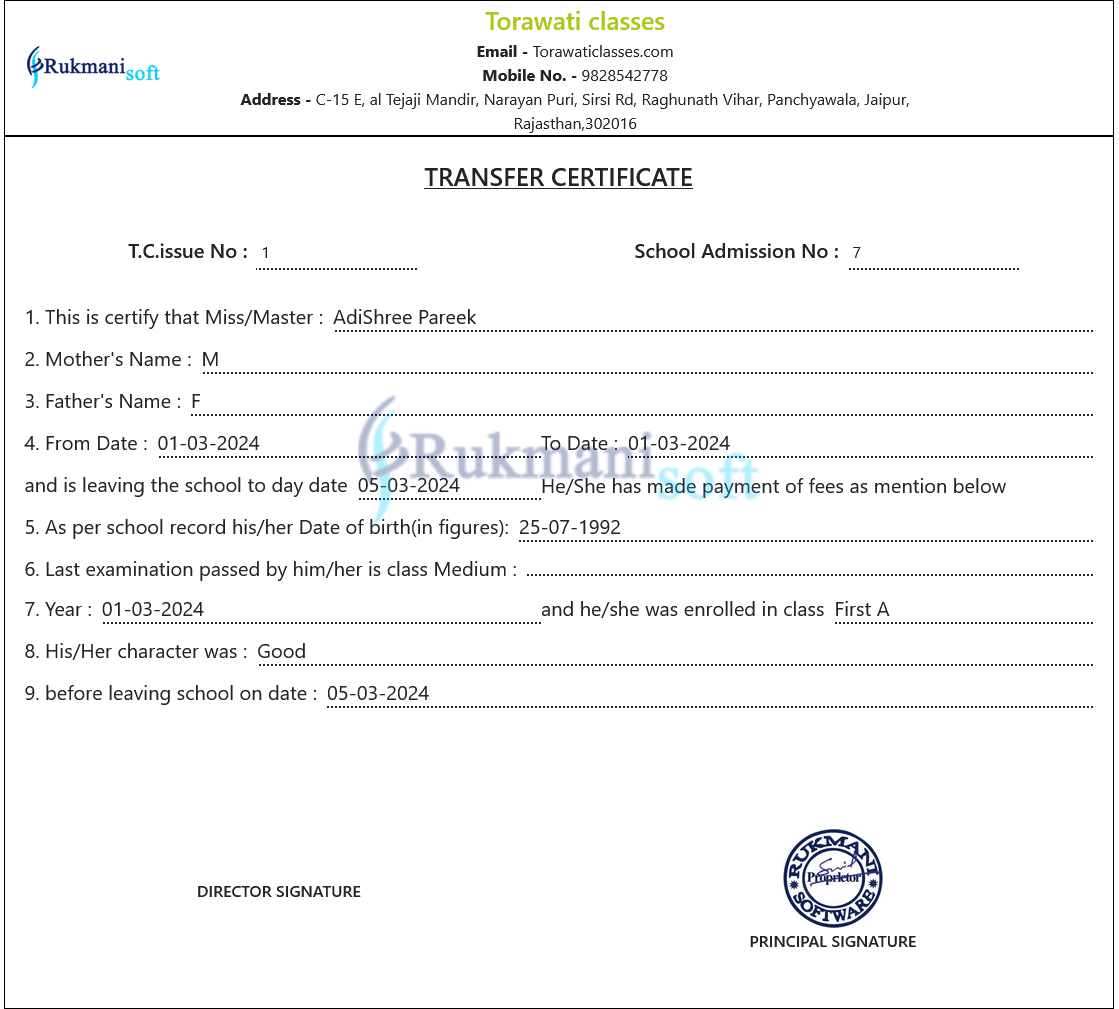 Torawati classes
Email - Torawaticlasses.com
Rukmani soft
Mobile No. - 9828542778
Address - C-15 E, al Tejaji Mandir, Narayan Puri, Sirsi Rd, Raghunath Vihar, Panchyawala, Jaipur,
Rajasthan,302016
TRANSFER CERTIFICATE
T.C.issue No : 1 School Admission No : 7
1. This is certify that Miss/Master : AdiShree Pareek
2. Mother's Name : M
3. Father's Name : F
4. From Date : 01-03-2024 To Date : 01-03-2024
Rukmani soft
and is leaving the school to day date 05-03-2024 He/She has made payment of fees as mention below
5. As per school record his/her Date of birth(in figures): 25-07-1992
6. Last examination passed by him/her is class Medium :
7. Year : 01-03-2024 and he/she was enrolled in class First A
8. His/Her character was : Good
9. before leaving school on date : 05-03-2024
RUKMANI
Proprietor
SOFTWARE
DIRECTOR SIGNATURE
PRINCIPAL SIGNATURE